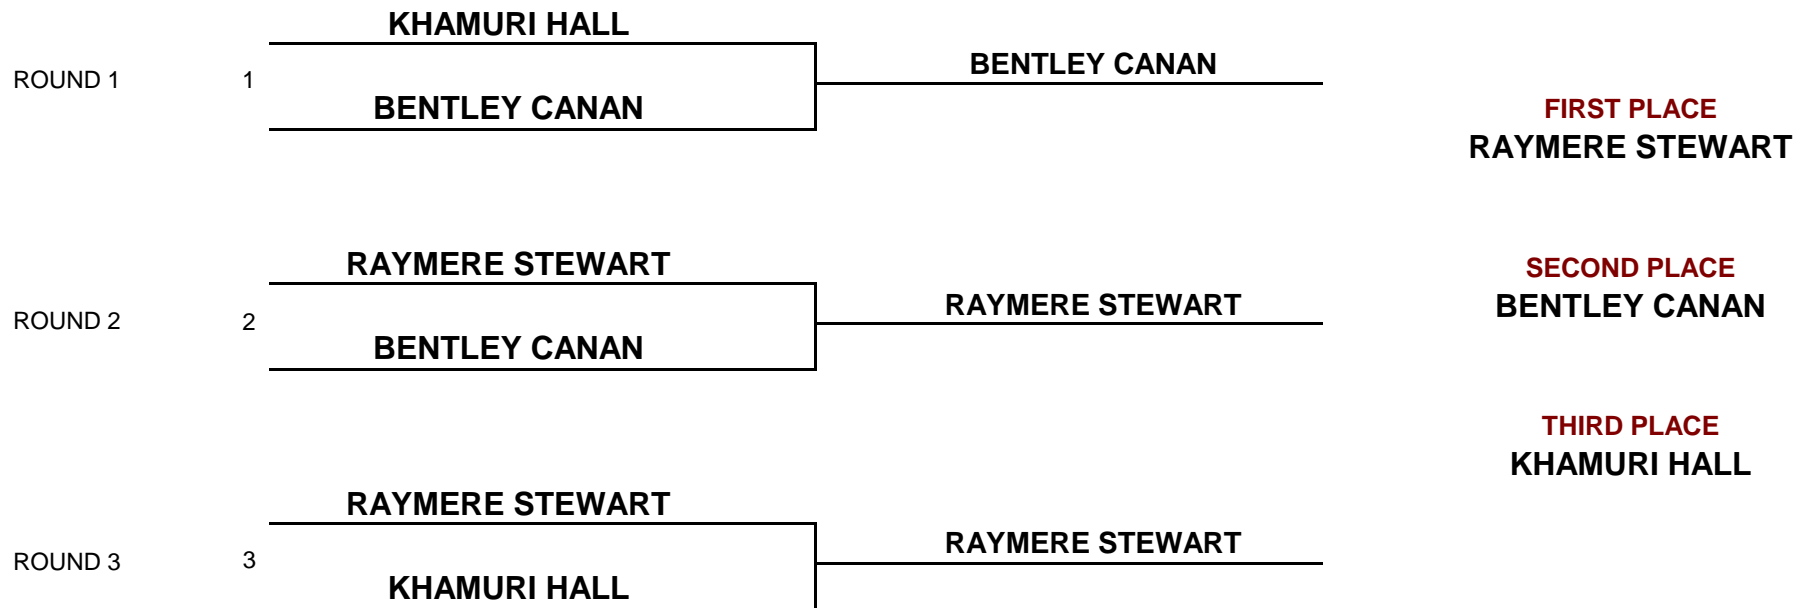 KHAMURI HALL
ROUND 1 1 BENTLEY CANAN
BENTLEY CANAN
FIRST PLACE
RAYMERE STEWART
RAYMERE STEWART
ROUND 2 2 RAYMERE STEWART
BENTLEY CANAN
SECOND PLACE
BENTLEY CANAN
THIRD PLACE
KHAMURI HALL
RAYMERE STEWART
ROUND 3 3 RAYMERE STEWART
KHAMURI HALL